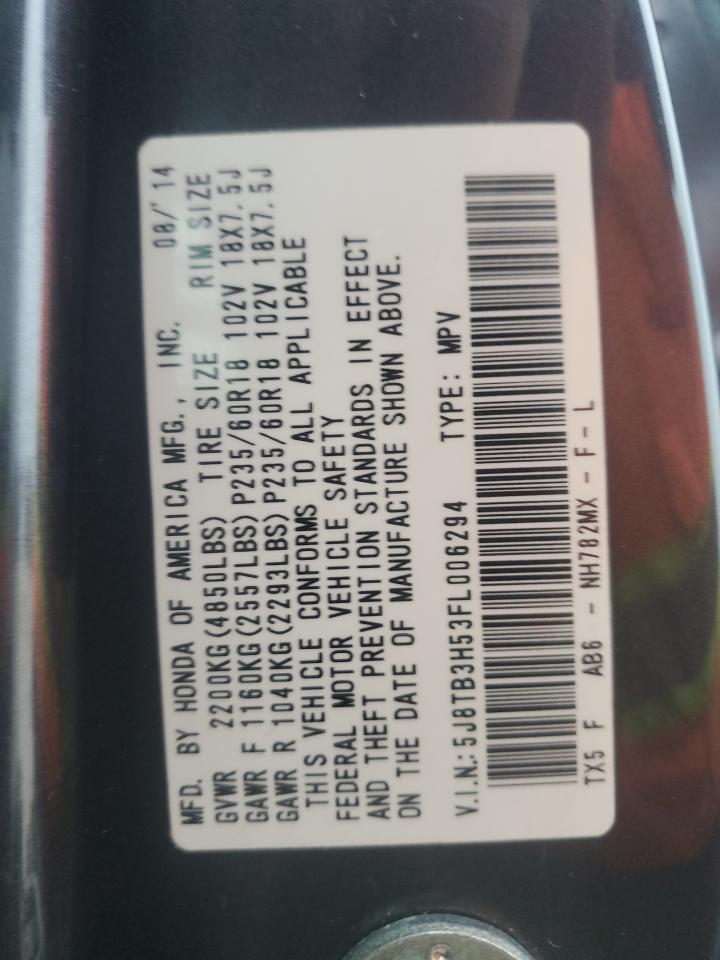 MFD. BY HONDA OF AMERICA MFG., INC. 08/'14
GVWR 2200KG(4850LBS) TIRE SIZE RIM SIZE
GAWR F 1160KG(2557LBS)P235/60R18 102V 18X7.5J
GAWR R 1040KG(2293LBS)P235/60R18 102V 18X7.5J
THIS VEHICLE CONFORMS TO ALL APPLICABLE
FEDERAL MOTOR VEHICLE SAFETY
AND THEFT PREVENTION STANDARDS IN EFFECT
ON THE DATE OF MANUFACTURE SHOWN ABOVE.
V.I.N.: 5J8TB3H53FL006294 TYPE: MPV
TX5 F AB6 - NH782MX - F - L